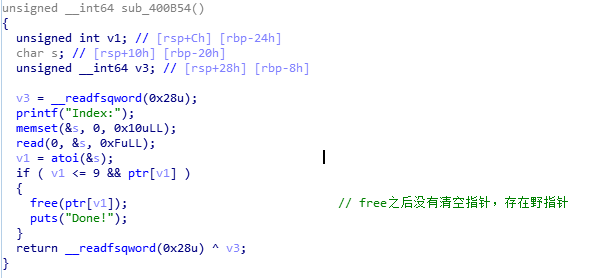 unsigned __int64 sub_400B54()
{
unsigned int v1; // [rsp+Ch] [rbp-24h]
char s; // [rsp+10h] [rbp-20h]
unsigned __int64 v3; // [rsp+28h] [rbp-8h]
v3 = __readfsqword(0x28u);
printf("Index:");
memset(&s, 0, 0x10uLL);
read(0, &s, 0xFuLL);
v1 = atoi(&s);
if ( v1 <= 9 && ptr[v1] )
{
free(ptr[v1]); // free之后没有清空指针，存在野指针
puts("Done!");
}
return __readfsqword(0x28u) ^ v3;
}